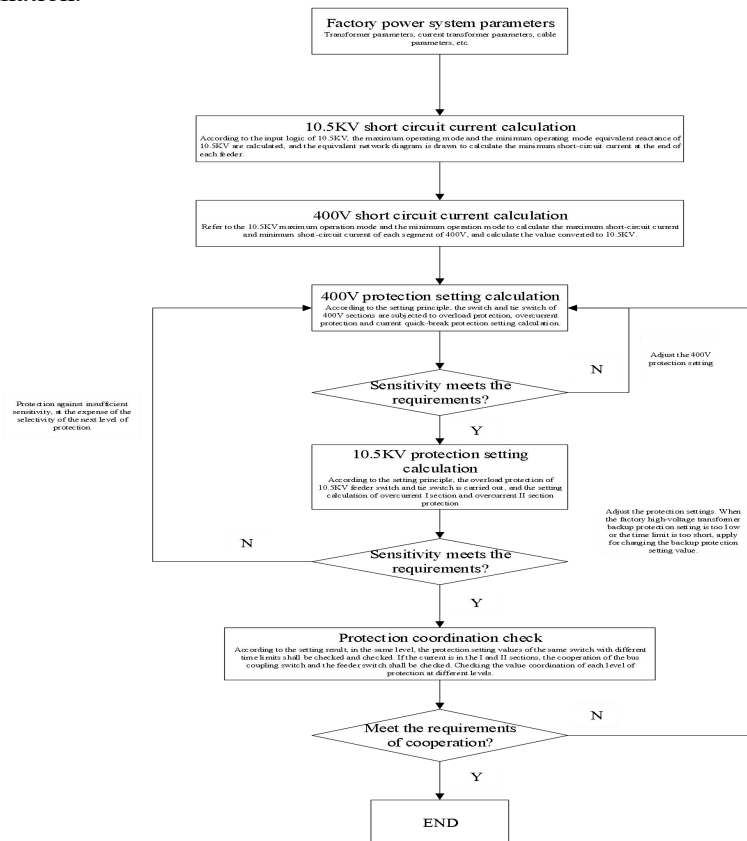 Factory power system parameters
Transformer parameters, current transformer parameters, cable
parameters, etc.
10.5KV short circuit current calculation
According to the input logic of 10.5KV, the maximum operating mode and the minimum operating mode equivalent reactance of
10.5KV are calculated, and the equivalent network diagram is drawn to calculate the minimum short-circuit current at the end of
each feeder.
400V short circuit current calculation
Refer to the 10.5KV maximum operation mode and the minimum operation mode to calculate the maximum short-circuit current
and minimum short-circuit current of each segment of 400V, and calculate the value converted to 10.5KV.
400V protection setting calculation
According to the setting principle, the switch and tie switch of
400V sections are subjected to overload protection, overcurrent
protection and current quick-break protection setting calculation.
N
Adjust the 400V
protection setting
Sensitivity meets the
requirements?
Protection against insufficient
sensitivity, at the expense of the
selectivity of the next level of
protection
Y
10.5KV protection setting
calculation
According to the setting principle, the overload protection of
10.5KV feeder switch and tie switch is carried out, and the setting
calculation of overcurrent I section and overcurrent II section
protection
Adjust the protection settings. When
the factory high-voltage transformer
backup protection setting is too low
or the time limit is too short, apply
for changing the backup protection
setting value.
N
Sensitivity meets the
requirements?
Y
Protection coordination check
According to the setting result, in the same level, the protection setting values of the same switch with different
time limits shall be checked and checked. If the current is in the I and II sections, the cooperation of the bus
coupling switch and the feeder switch shall be checked. Checking the value coordination of each level of
protection at different levels.
N
Meet the requirements
of cooperation?
Y
END